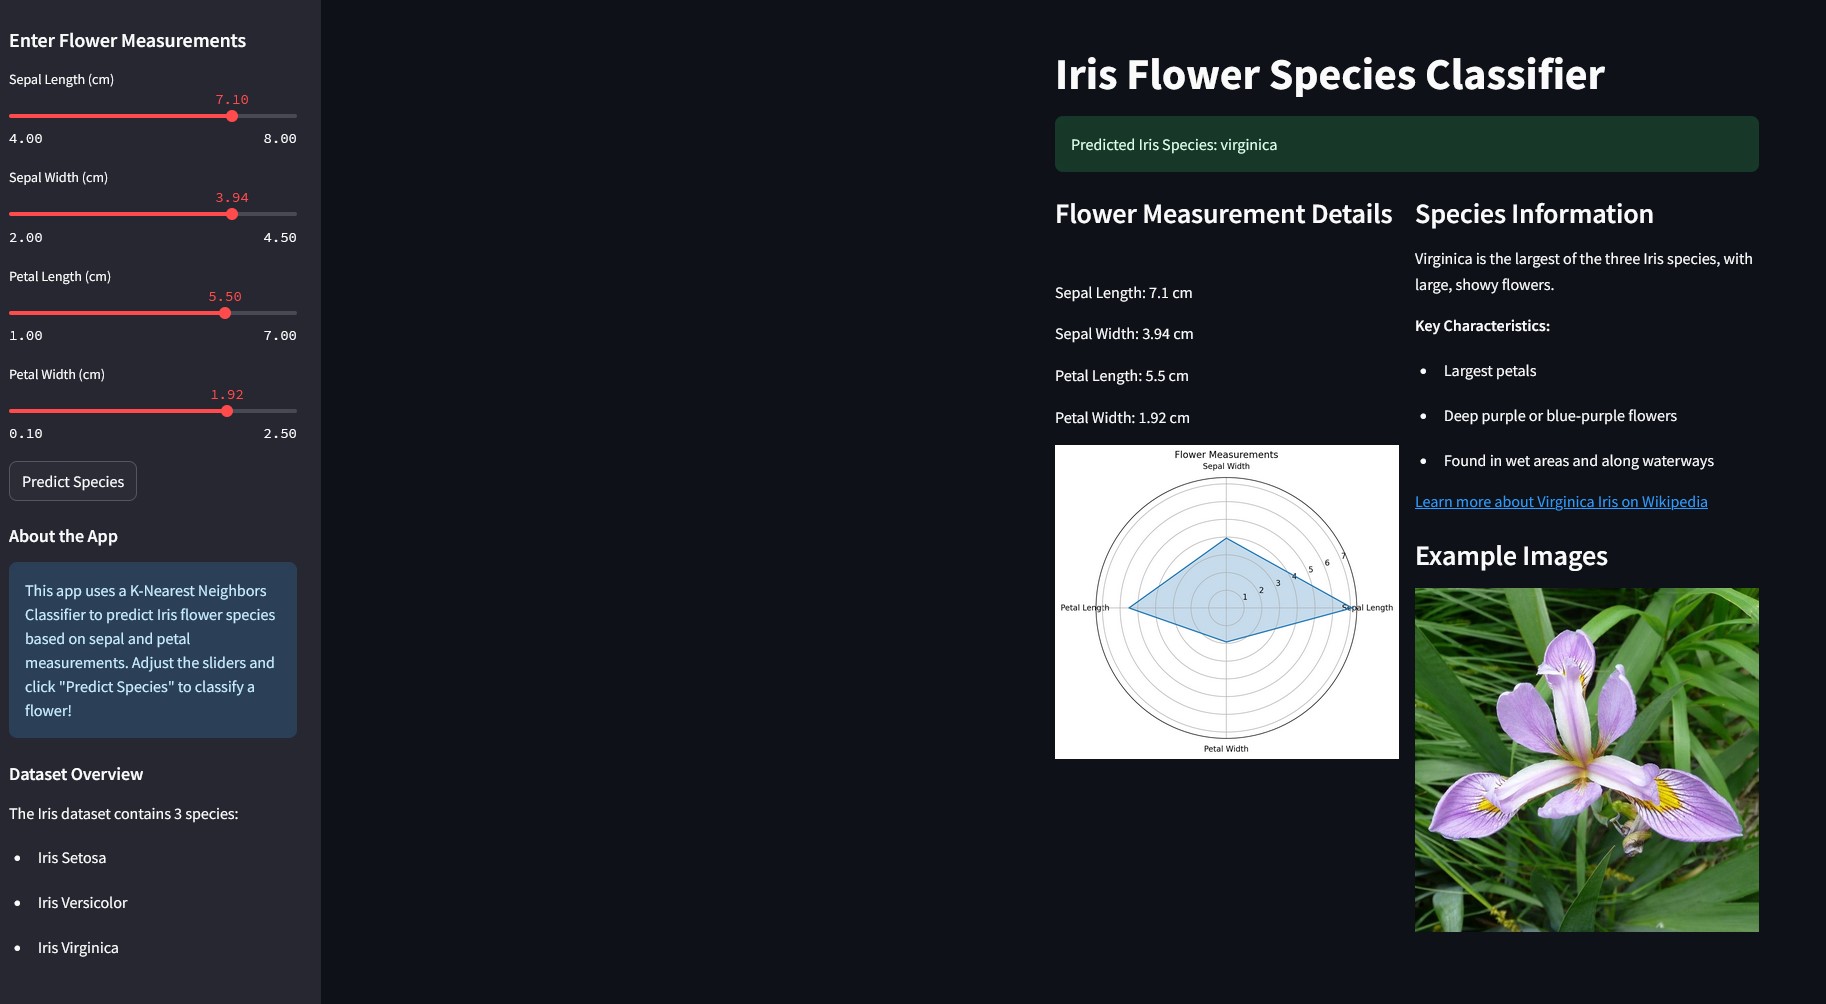 Enter Flower Measurements
Sepal Length (cm)
7.10
4.00 8.00
Sepal Width (cm)
3.94
2.00 4.50
Petal Length (cm)
5.50
1.00 7.00
Petal Width (cm)
1.92
0.10 2.50
Predict Species
About the App
This app uses a K-Nearest Neighbors
Classifier to predict Iris flower species
based on sepal and petal
measurements. Adjust the sliders and
click "Predict Species" to classify a
flower!
Dataset Overview
The Iris dataset contains 3 species:
Iris Setosa
Iris Versicolor
Iris Virginica
Iris Flower Species Classifier
Predicted Iris Species: virginica
Flower Measurement Details
Sepal Length: 7.1 cm
Sepal Width: 3.94 cm
Petal Length: 5.5 cm
Petal Width: 1.92 cm
Flower Measurements
Sepal Width
7
6
5
4
3
2
1
Petal Length
Sepal Length
Petal Width
Species Information
Virginica is the largest of the three Iris species, with
large, showy flowers.
Key Characteristics:
Largest petals
Deep purple or blue-purple flowers
Found in wet areas and along waterways
Learn more about Virginica Iris on Wikipedia
Example Images